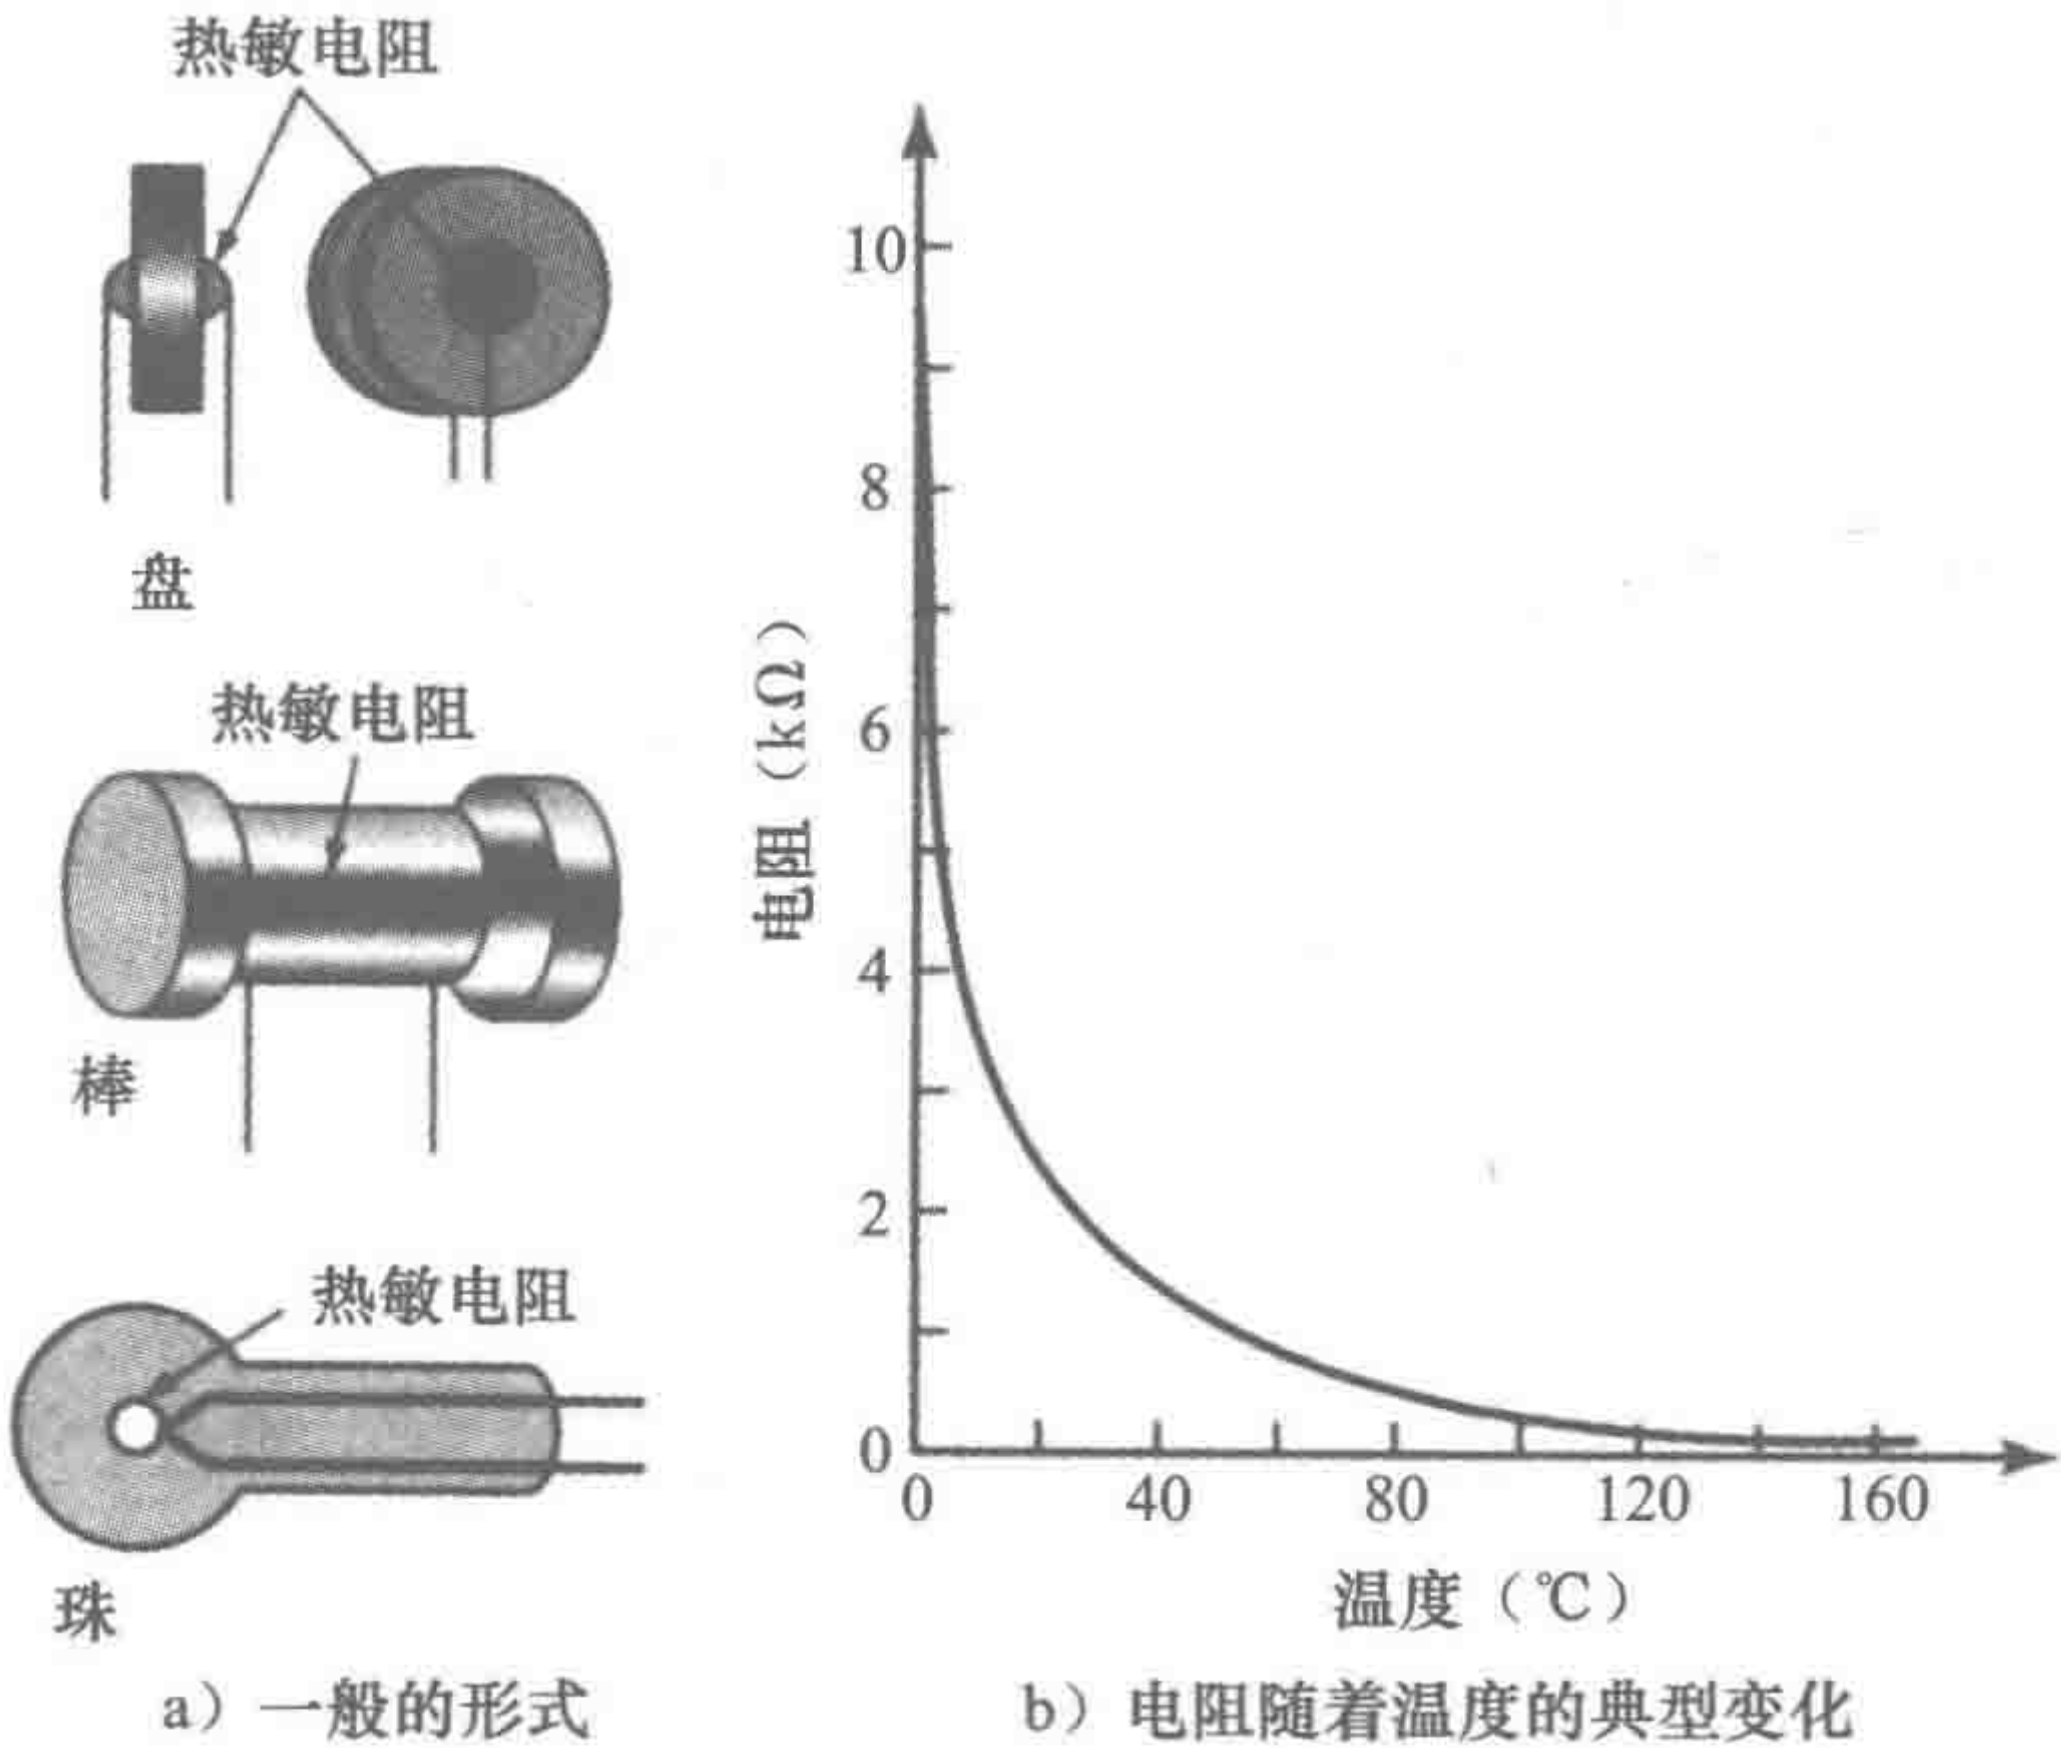 热敏电阻
盘
热敏电阻
棒
热敏电阻
珠
a）一般的形式
10
8
6
4
2
0
电阻（kΩ）
0 40 80 120 160
温度（℃）
b）电阻随着温度的典型变化